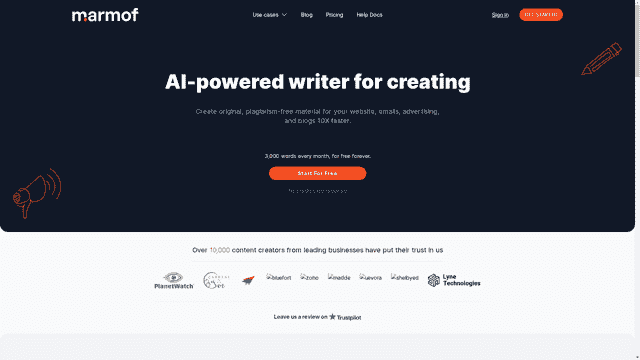 marmof
Use cases
Blog
Pricing
Help Docs
Sign in
GET STARTED
AI-powered writer for creating
Create original, plagiarism-free material for your website, emails, advertising,
and blogs 10X faster.
3,000 words every month, for free forever.
Start For Free
Over 10,000 content creators from leading businesses have put their trust in us
PlanetWatch
bluefort
zoho
madde
uevora
shelbyed
Lyne
Technologies
Leave us a review on Trustpilot